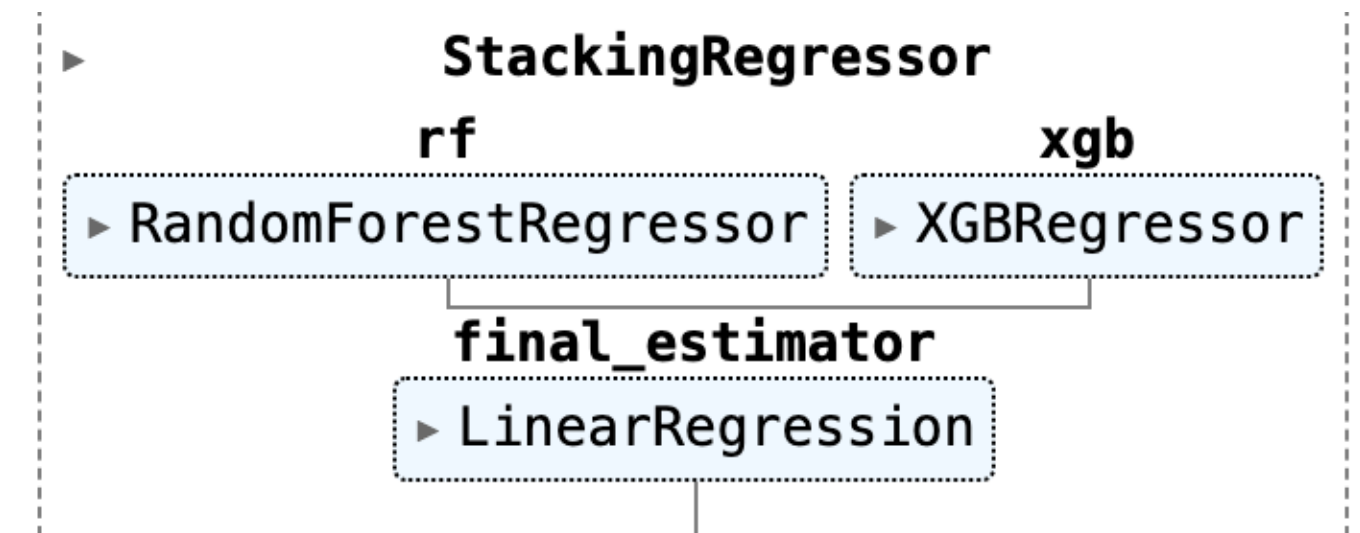 StackingRegressor
rf xgb
RandomForestRegressor XGBRegressor
final_estimator
LinearRegression